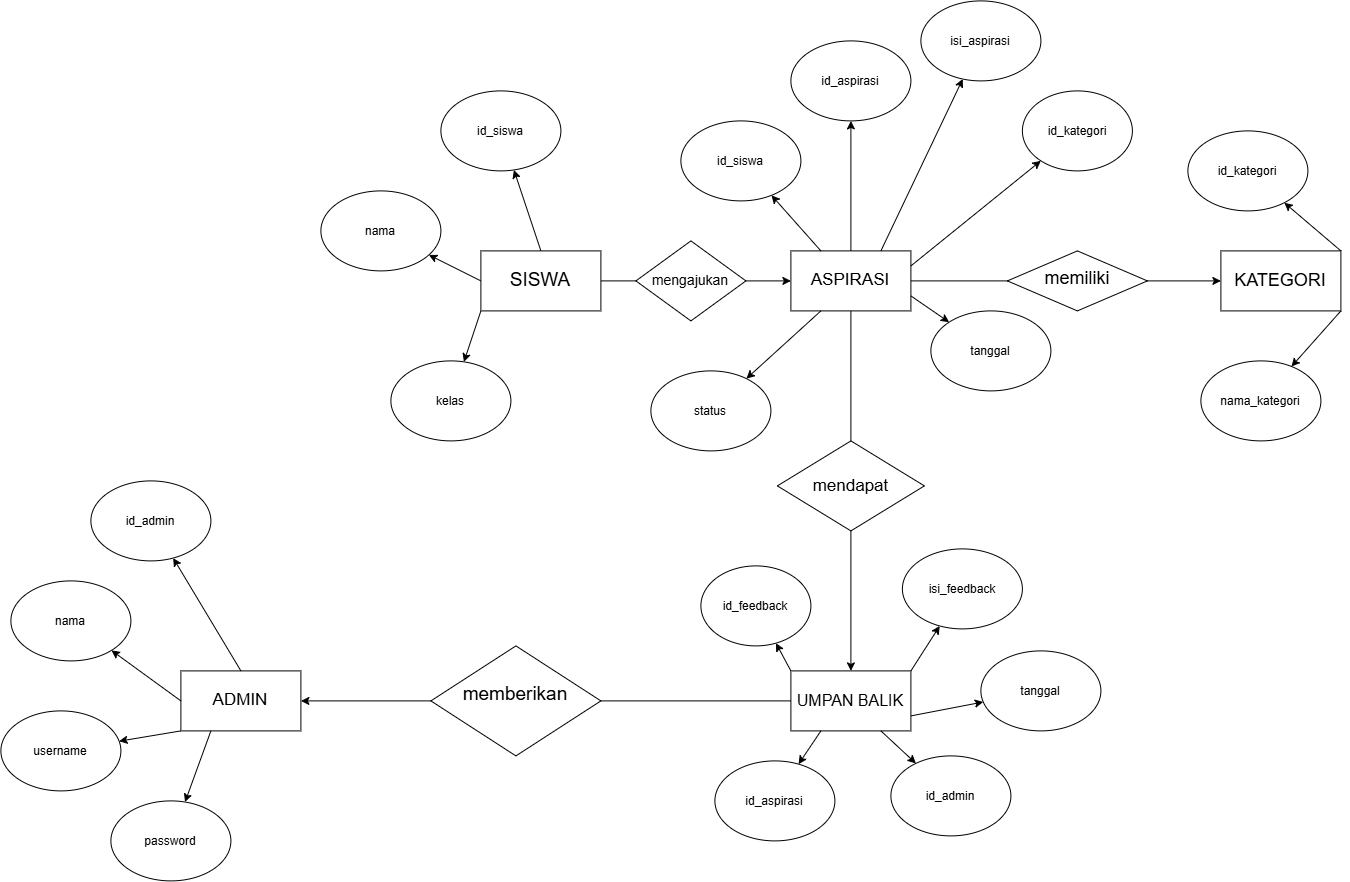 isi_aspirasi
id_aspirasi
id_siswa
id_kategori
id_siswa
id_kategori
nama
SISWA
mengajukan
ASPIRASI
memiliki
KATEGORI
tanggal
kelas
status
nama_kategori
mendapat
id_admin
isi_feedback
id_feedback
nama
tanggal
ADMIN
memberikan
UMPAN BALIK
username
id_aspirasi
id_admin
password